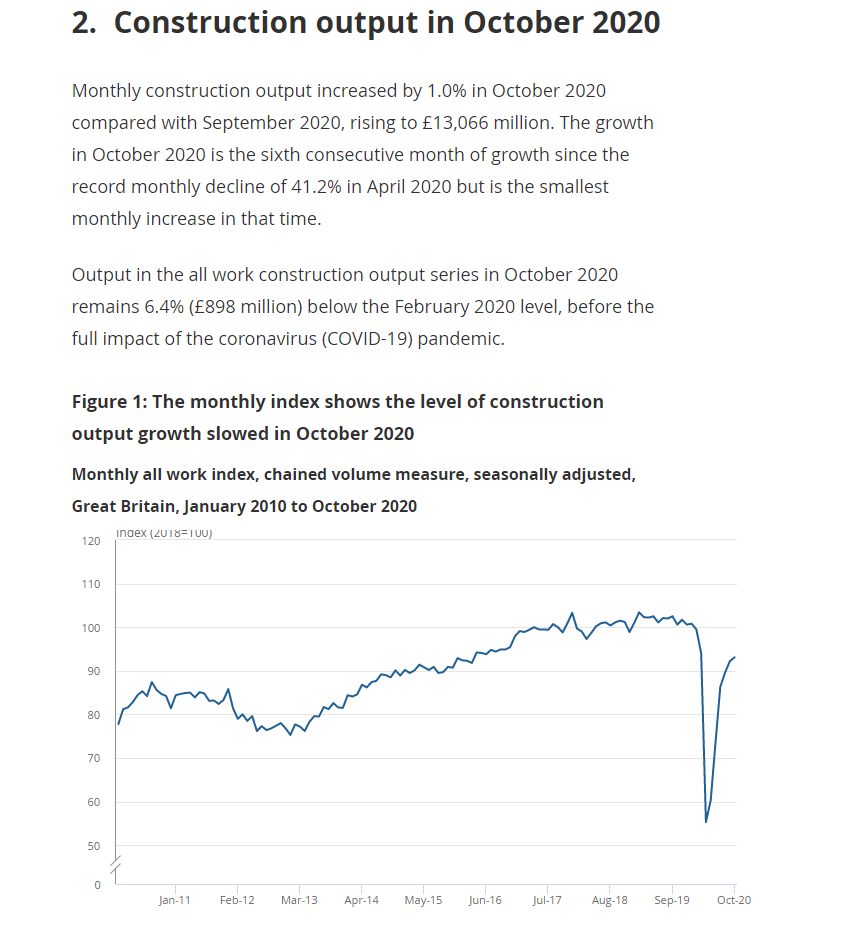 2. Construction output in October 2020
Monthly construction output increased by 1.0% in October 2020
compared with September 2020, rising to £13,066 million. The growth
in October 2020 is the sixth consecutive month of growth since the
record monthly decline of 41.2% in April 2020 but is the smallest
monthly increase in that time.
Output in the all work construction output series in October 2020
remains 6.4% (£898 million) below the February 2020 level, before the
full impact of the coronavirus (COVID-19) pandemic.
Figure 1: The monthly index shows the level of construction
output growth slowed in October 2020
Monthly all work index, chained volume measure, seasonally adjusted,
Great Britain, January 2010 to October 2020
Index (2018=100)
120
110
100
90
80
70
60
50
0
Jan-11 Feb-12 Mar-13 Apr-14 May-15 Jun-16 Jul-17 Aug-18 Sep-19 Oct-20